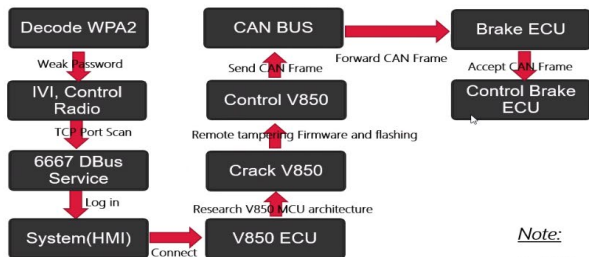 Decode WPA2
Weak Password
IVI, Control
Radio
TCP Port Scan
6667 DBus
Service
Log in
System(HMI)
Connect
V850 ECU
Research V850 MCU architecture
Crack V850
Remote tampering Firmware and flashing
Control V850
Send CAN Frame
CAN BUS
Forward CAN Frame
Brake ECU
Accept CAN Frame
Control Brake
ECU
Note: